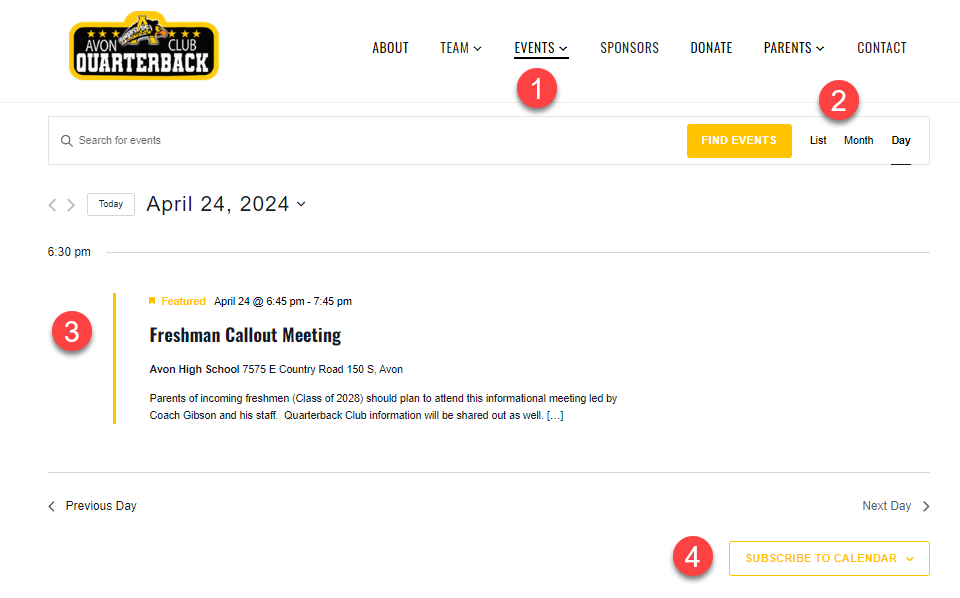 AVON CLUB
QUARTERBACK
ABOUT TEAM EVENTS SPONSORS DONATE PARENTS CONTACT
1
2
Search for events FIND EVENTS List Month Day
Today April 24, 2024
6:30 pm
Featured April 24 @ 6:45 pm - 7:45 pm
3
Freshman Callout Meeting
Avon High School 7575 E Country Road 150 S, Avon
Parents of incoming freshmen (Class of 2028) should plan to attend this informational meeting led by
Coach Gibson and his staff. Quarterback Club information will be shared out as well. […]
Previous Day Next Day
4 SUBSCRIBE TO CALENDAR